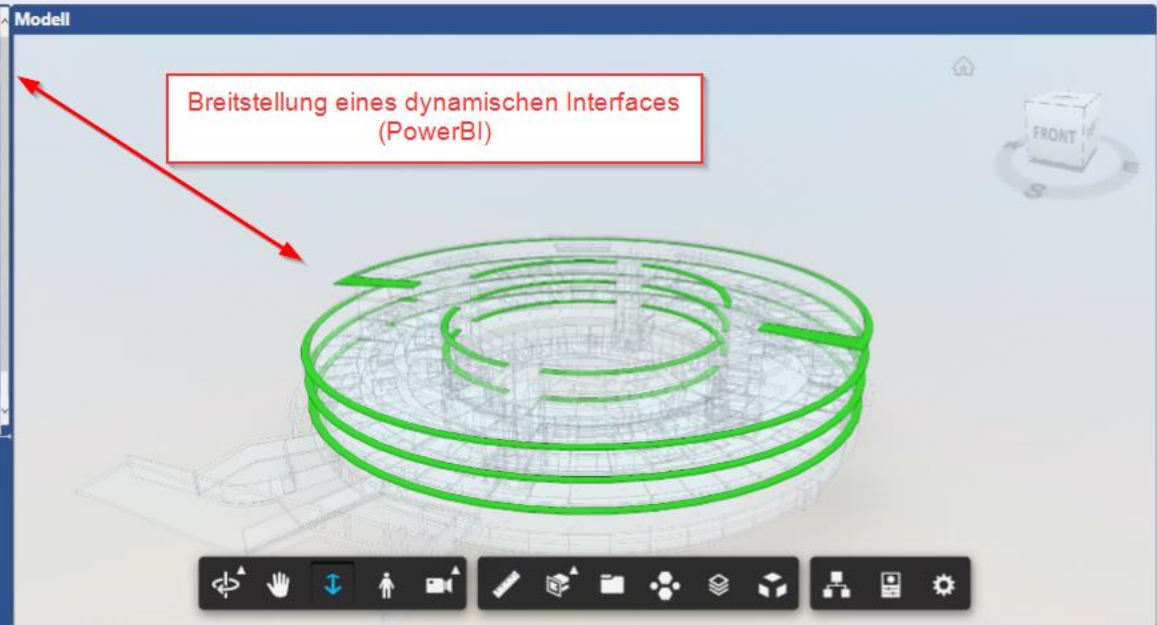 Modell
Breitstellung eines dynamischen Interfaces
(PowerBI)
FRONT
E
S